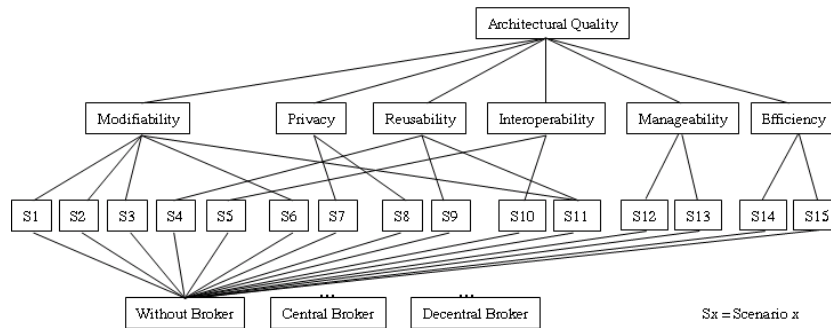 Architectural Quality
Modifiability Privacy Reusability Interoperability Manageability Efficiency
S1 S2 S3 S4 S5 S6 S7 S8 S9 S10 S11 S12 S13 S14 S15
... ...
Without Broker Central Broker Decentral Broker Sx = Scenario x